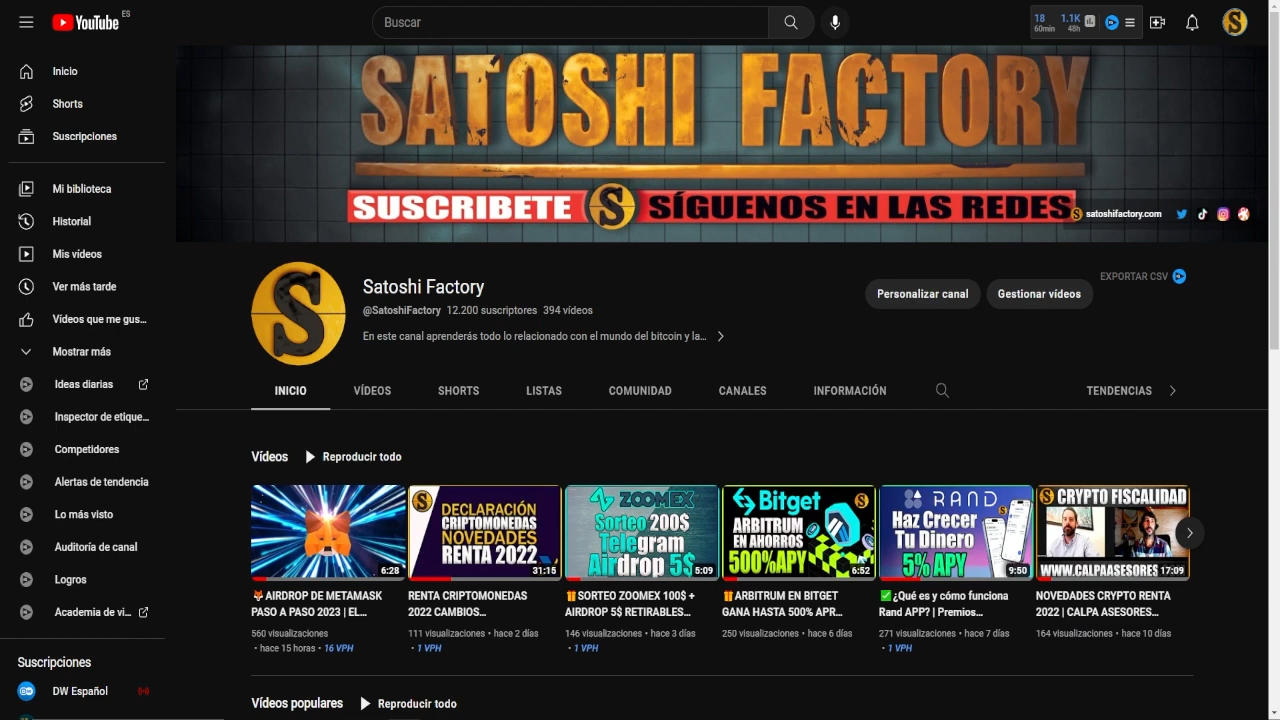 YouTube ES
Buscar
18
60min
1.1K
48h
Inicio
Shorts
Suscripciones
Mi biblioteca
Historial
Mis vídeos
Ver más tarde
Vídeos que me gus...
Mostrar más
Ideas diarias
Inspector de etique...
Competidores
Alertas de tendencia
Lo más visto
Auditoría de canal
Logros
Academia de vi...
Suscripciones
DW Español
SATOSHI FACTORY
SUSCRIBETE S SÍGUENOS EN LAS REDES
satoshifactory.com
Satoshi Factory
@SatoshiFactory 12.200 suscriptores 394 vídeos
En este canal aprenderás todo lo relacionado con el mundo del bitcoin y la...
EXPORTAR CSV
Personalizar canal
Gestionar vídeos
INICIO VÍDEOS SHORTS LISTAS COMUNIDAD CANALES INFORMACIÓN TENDENCIAS
Vídeos Reproducir todo
6:28
🦊AIRDROP DE METAMASK
PASO A PASO 2023 | EL...
560 visualizaciones
• hace 15 horas • 16 VPH
DECLARACIÓN
CRIPTOMONEDAS
NOVEDADES
RENTA 2022
31:15
RENTA CRIPTOMONEDAS
2022 CAMBIOS...
111 visualizaciones • hace 2 días
• 1 VPH
ZOOMEX
Sorteo 200$
Telegram
Airdrop 5$
5:09
🎁SORTEO ZOOMEX 100$ +
AIRDROP 5$ RETIRABLES...
146 visualizaciones • hace 3 días
• 1 VPH
Bitget
ARBITRUM
EN AHORROS
500%APY
6:52
🎁ARBITRUM EN BITGET
GANA HASTA 500% APR...
250 visualizaciones • hace 6 días
RAND
Haz Crecer
Tu Dinero
5% APY
9:50
✅¿Qué es y cómo funciona
Rand APP? | Premios...
271 visualizaciones • hace 7 días
• 1 VPH
CRYPTO FISCALIDAD
WWW.CALPAASESORES
17:09
NOVEDADES CRYPTO RENTA
2022 | CALPA ASESORES...
164 visualizaciones • hace 10 días
Vídeos populares Reproducir todo